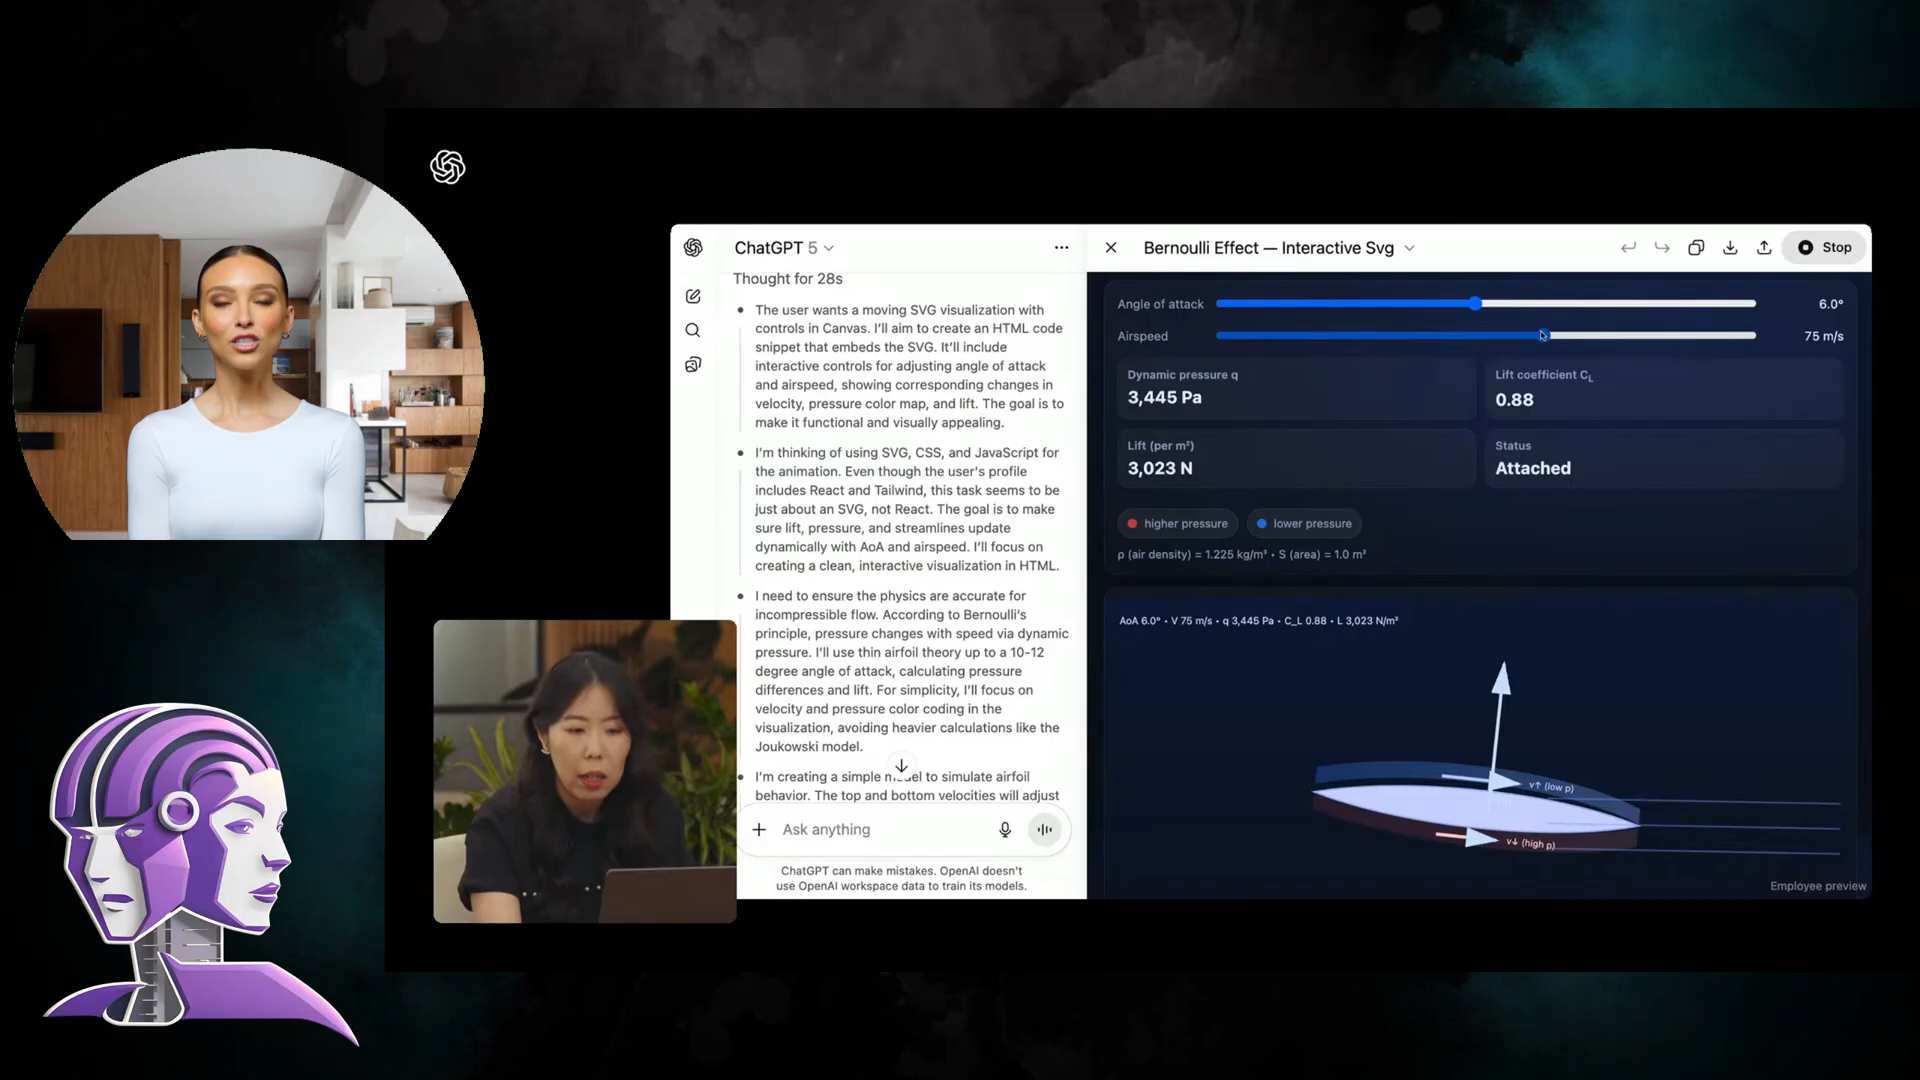 ChatGPT 5
Thought for 28s
The user wants a moving SVG visualization with
controls in Canvas. I'll aim to create an HTML code
snippet that embeds the SVG. It'll include
interactive controls for adjusting angle of attack
and airspeed, showing corresponding changes in
velocity, pressure color map, and lift. The goal is to
make it functional and visually appealing.
I'm thinking of using SVG, CSS, and JavaScript for
the animation. Even though the user's profile
includes React and Tailwind, this task seems to be
just about an SVG, not React. The goal is to make
sure lift, pressure, and streamlines update
dynamically with AoA and airspeed. I'll focus on
creating a clean, interactive visualization in HTML.
I need to ensure the physics are accurate for
incompressible flow. According to Bernoulli's
principle, pressure changes with speed via dynamic
pressure. I'll use thin airfoil theory up to a 10-12
degree angle of attack, calculating pressure
differences and lift. For simplicity, I'll focus on
velocity and pressure color coding in the
visualization, avoiding heavier calculations like the
Joukowski model.
I'm creating a simple model to simulate airfoil
behavior. The top and bottom velocities will adjust
Ask anything
ChatGPT can make mistakes. OpenAI doesn't
use OpenAI workspace data to train its models.
Bernoulli Effect — Interactive Svg
Stop
Angle of attack 6.0°
Airspeed 75 m/s
Dynamic pressure q
3,445 Pa
Lift coefficient CL
0.88
Lift (per m²)
3,023 N
Status
Attached
higher pressure lower pressure
ρ (air density) = 1.225 kg/m³ • S (area) = 1.0 m²
AoA 6.0° • V 75 m/s • q 3,445 Pa • C_L 0.88 • L 3,023 N/m²
v↑ (low p)
v↓ (high p)
Employee preview